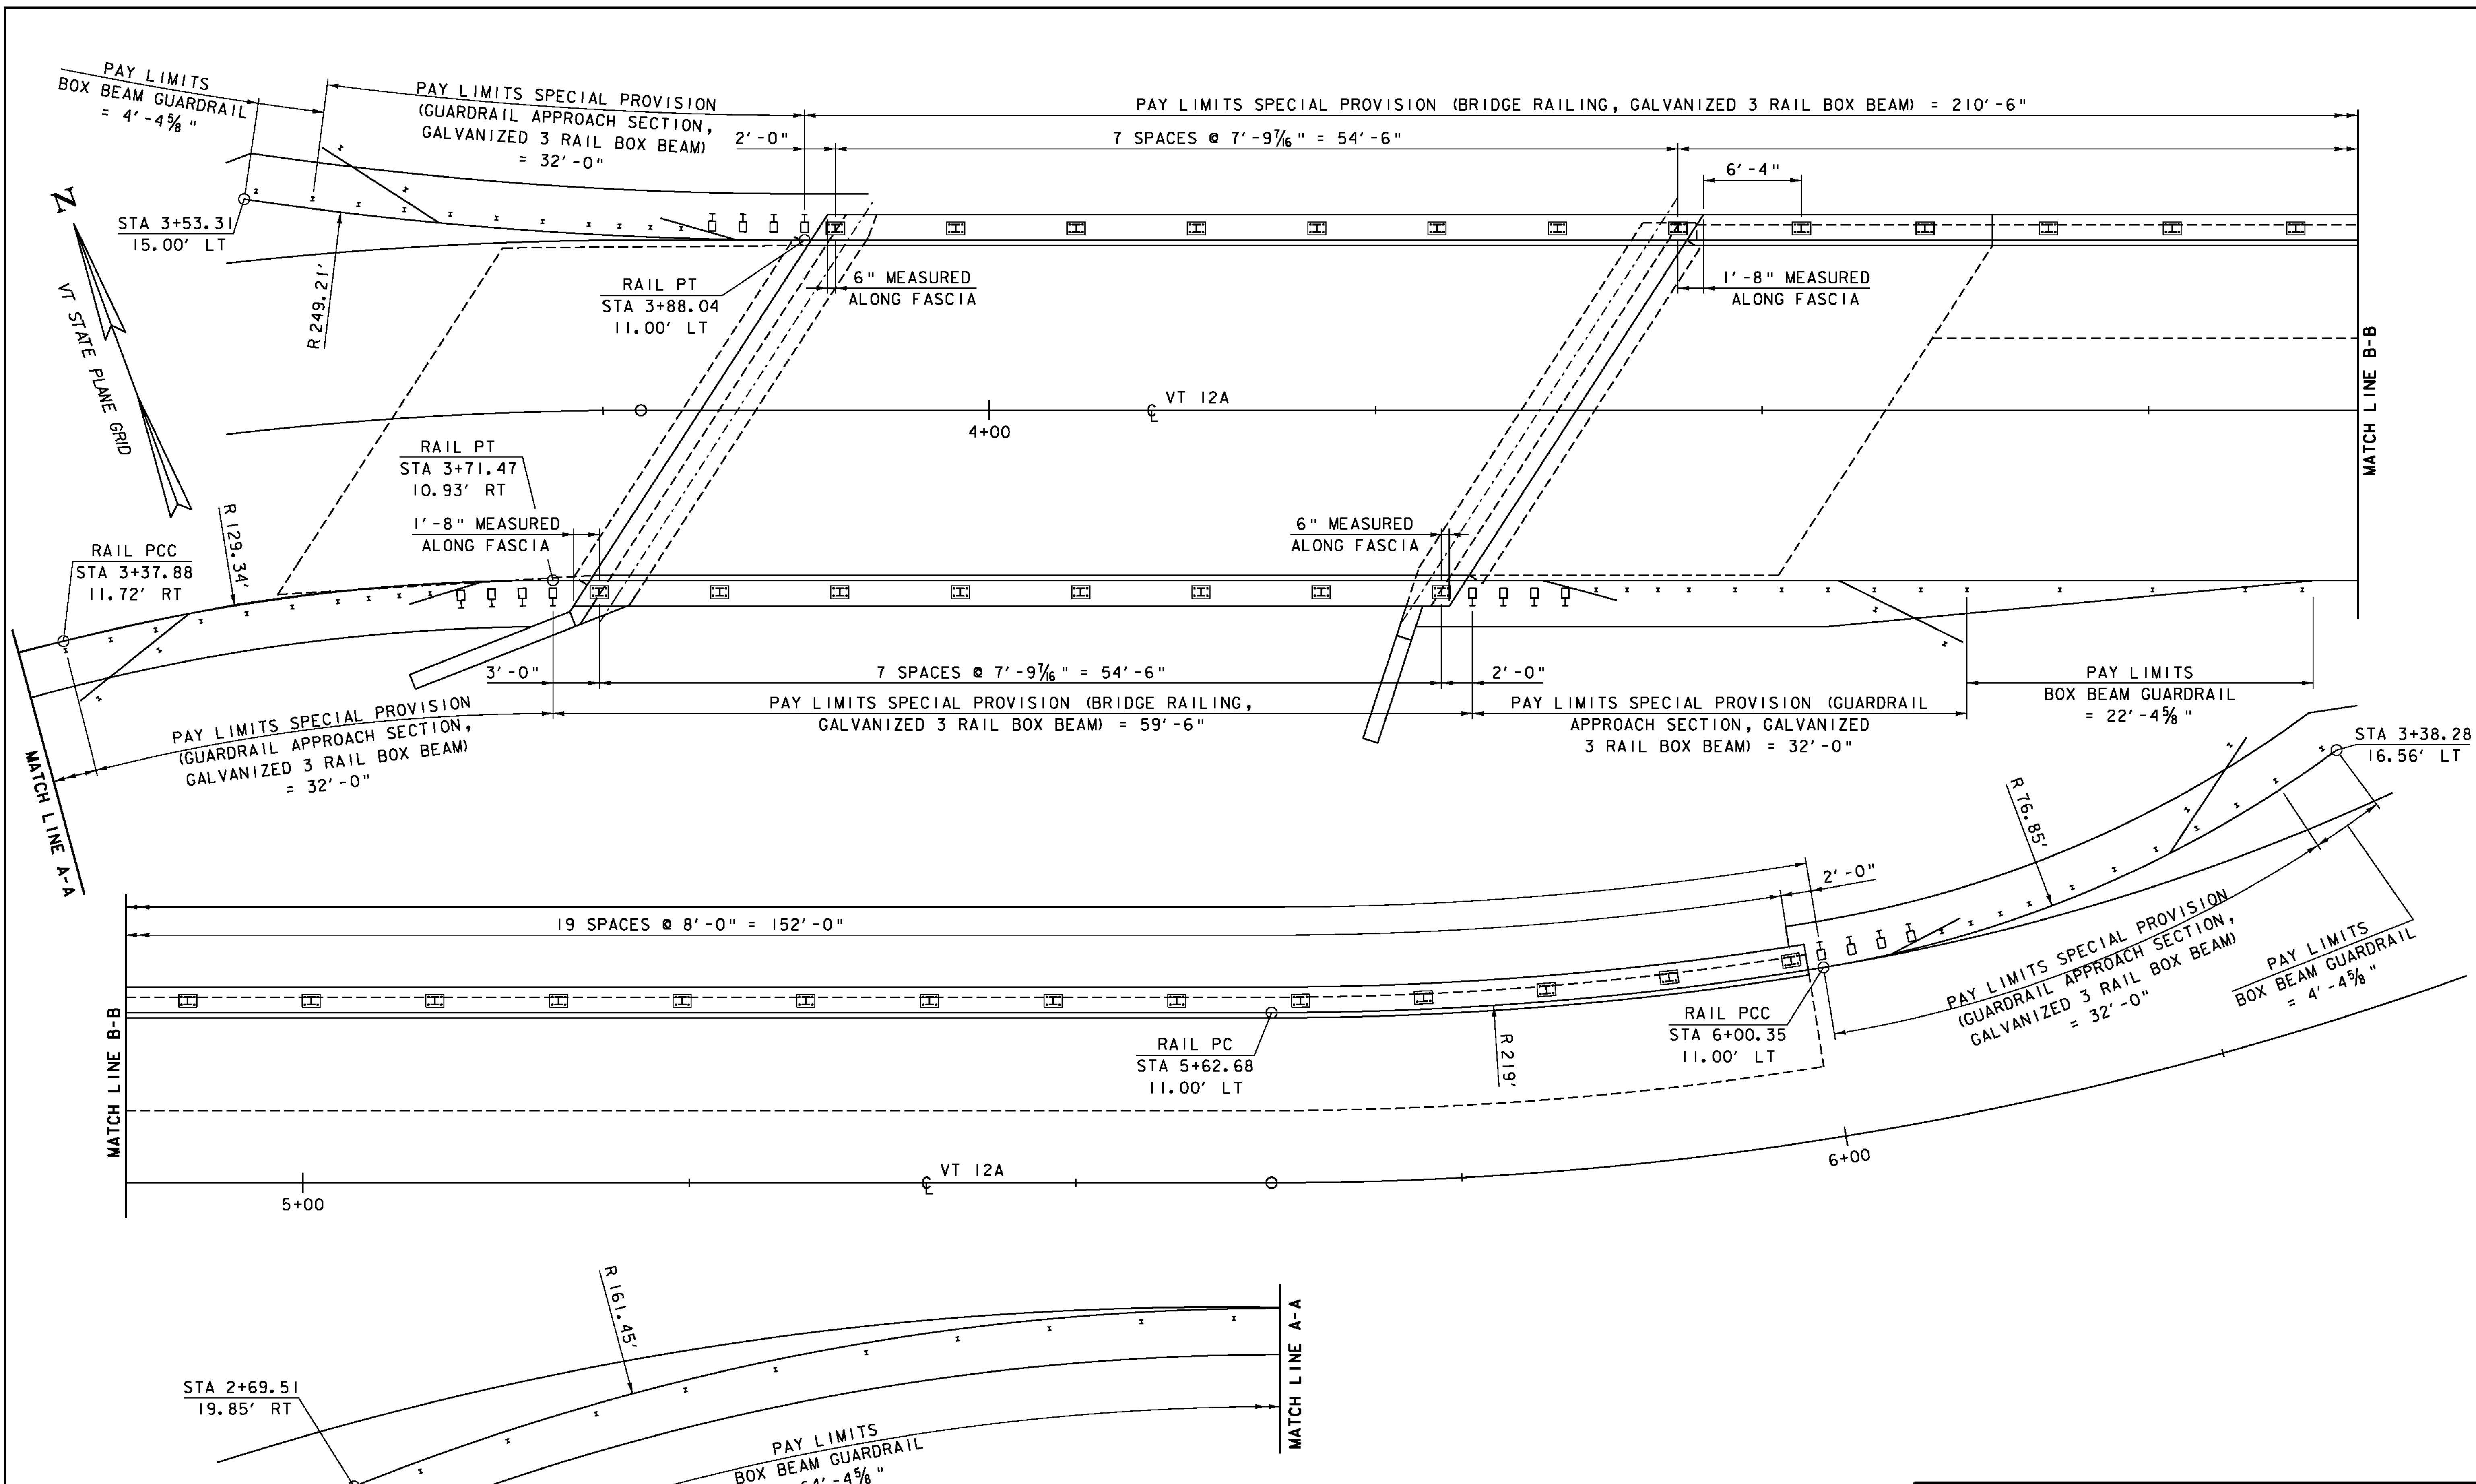 PAY LIMITS
BOX BEAM GUARDRAIL
= 4'-4⅝"
PAY LIMITS SPECIAL PROVISION
(GUARDRAIL APPROACH SECTION,
GALVANIZED 3 RAIL BOX BEAM)
= 32'-0"
2'-0"
PAY LIMITS SPECIAL PROVISION (BRIDGE RAILING, GALVANIZED 3 RAIL BOX BEAM) = 210'-6"
7 SPACES @ 7'-9⁷⁄₁₆" = 54'-6"
6'-4"
N
VT STATE PLANE GRID
STA 3+53.31
15.00' LT
R 249.21'
RAIL PT
STA 3+88.04
11.00' LT
6" MEASURED
ALONG FASCIA
1'-8" MEASURED
ALONG FASCIA
MATCH LINE B-B
℄ VT 12A
4+00
RAIL PT
STA 3+71.47
10.93' RT
R 129.34'
RAIL PCC
STA 3+37.88
11.72' RT
1'-8" MEASURED
ALONG FASCIA
6" MEASURED
ALONG FASCIA
3'-0"
7 SPACES @ 7'-9⁷⁄₁₆" = 54'-6"
2'-0"
PAY LIMITS SPECIAL PROVISION (BRIDGE RAILING,
GALVANIZED 3 RAIL BOX BEAM) = 59'-6"
PAY LIMITS SPECIAL PROVISION (GUARDRAIL
APPROACH SECTION, GALVANIZED
3 RAIL BOX BEAM) = 32'-0"
PAY LIMITS
BOX BEAM GUARDRAIL
= 22'-4⅝"
PAY LIMITS SPECIAL PROVISION
(GUARDRAIL APPROACH SECTION,
GALVANIZED 3 RAIL BOX BEAM)
= 32'-0"
MATCH LINE A-A
STA 3+38.28
16.56' LT
R 76.85'
2'-0"
19 SPACES @ 8'-0" = 152'-0"
PAY LIMITS SPECIAL PROVISION
(GUARDRAIL APPROACH SECTION,
GALVANIZED 3 RAIL BOX BEAM)
= 32'-0"
PAY LIMITS
BOX BEAM GUARDRAIL
= 4'-4⅝"
MATCH LINE B-B
RAIL PC
STA 5+62.68
11.00' LT
R 219'
RAIL PCC
STA 6+00.35
11.00' LT
℄ VT 12A
5+00
6+00
R 161.45'
MATCH LINE A-A
STA 2+69.51
19.85' RT
PAY LIMITS
BOX BEAM GUARDRAIL
4'-4⅝"